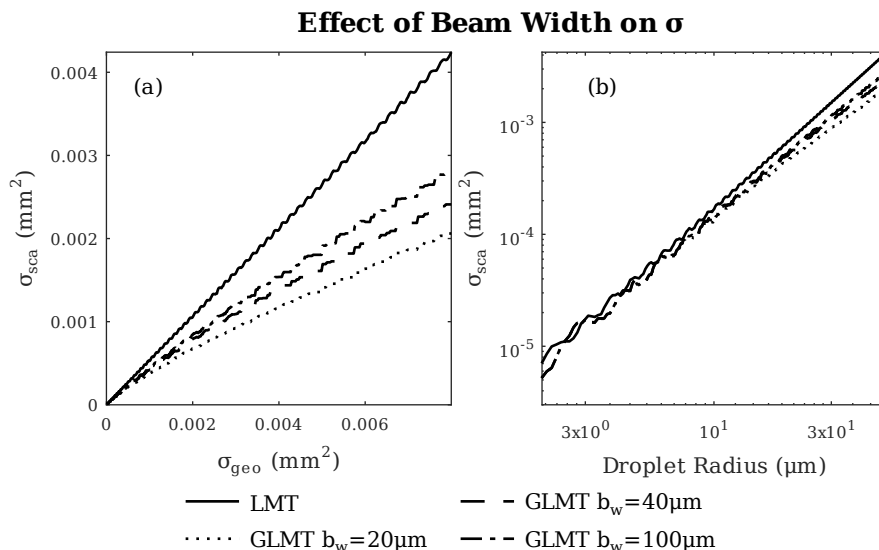 Effect of Beam Width on σ
(a)
0.004
0.003
0.002
0.001
0
0
0.002
0.004
0.006
σsca (mm²)
σgeo (mm²)
(b)
10⁻³
10⁻⁴
10⁻⁵
3x10⁰
10¹
3x10¹
σsca (mm²)
Droplet Radius (μm)
LMT
GLMT bw=20μm
GLMT bw=40μm
GLMT bw=100μm